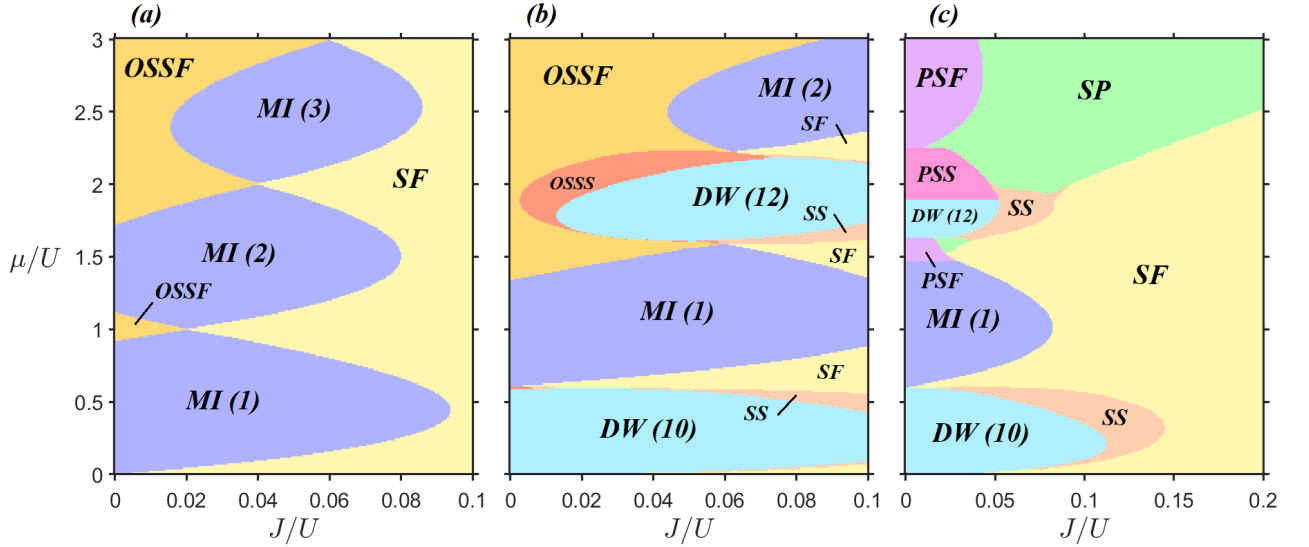 (a)
(b)
(c)
3
2.5
2
1.5
1
0.5
0
μ/U
OSSF
MI (3)
SF
MI (2)
OSSF
MI (1)
0 0.02 0.04 0.06 0.08 0.1
J/U
OSSF
MI (2)
SF
OSSS
DW (12)
SS
SF
MI (1)
SF
SS
DW (10)
0 0.02 0.04 0.06 0.08 0.1
J/U
PSF
SP
PSS
DW (12)
SS
SF
PSF
MI (1)
SS
DW (10)
0 0.05 0.1 0.15 0.2
J/U